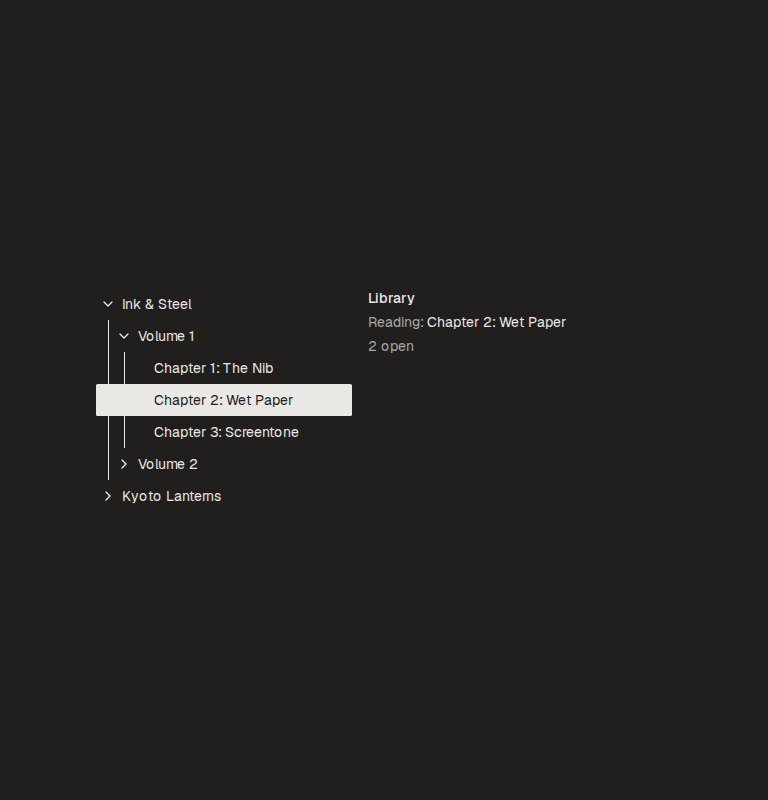 Ink & Steel
Volume 1
Chapter 1: The Nib
Chapter 2: Wet Paper
Chapter 3: Screentone
Volume 2
Kyoto Lanterns
Library
Reading: Chapter 2: Wet Paper
2 open